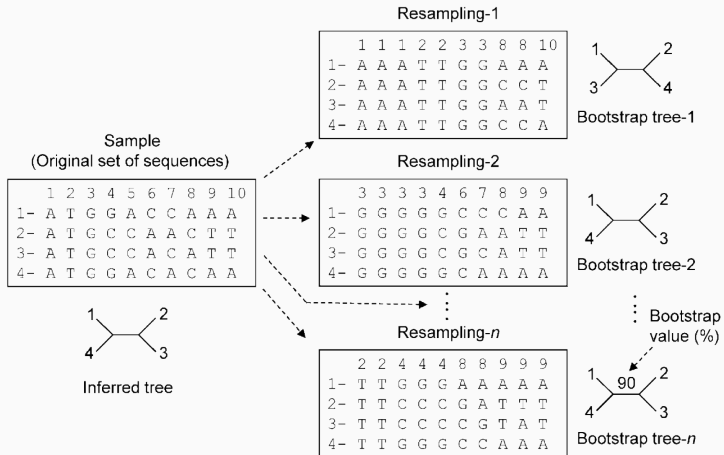 Resampling-1
1 1 1 2 2 3 3 8 8 10
1- A A A T T G G A A A
2- A A A T T G G C C T
3- A A A T T G G A A T
4- A A A T T G G C C A
1 2
3 4
Bootstrap tree-1
Sample
(Original set of sequences)
1 2 3 4 5 6 7 8 9 10
1- A T G G A C C A A A
2- A T G C C A A C T T
3- A T G C C A C A T T
4- A T G G A C A C A A
1 2
4 3
Inferred tree
Resampling-2
3 3 3 3 4 6 7 8 9 9
1- G G G G G C C C A A
2- G G G G C G A A T T
3- G G G G C G C A T T
4- G G G G G C A A A A
1 2
4 3
Bootstrap tree-2
Resampling-n
2 2 4 4 4 6 9 9 9
1- T T G G G A A A A A
2- T T C C C G A T T T
3- T T C C C C G T A T
4- T T G G G C C A A A
Bootstrap
value (%)
1 90 2
4 3
Bootstrap tree-n